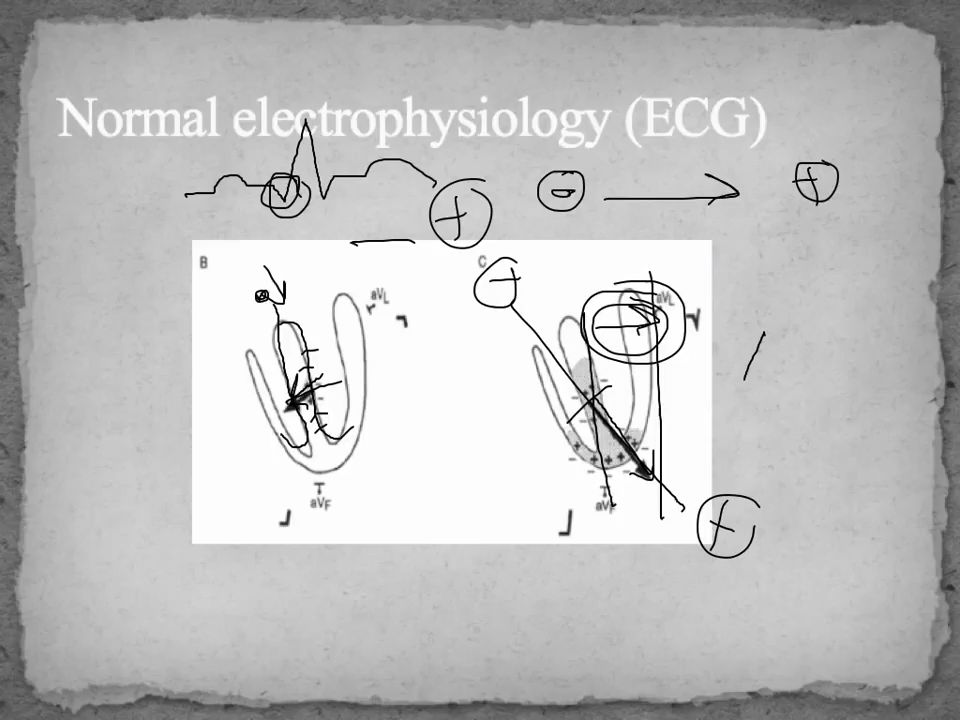 Normal electrophysiology (ECG)
+ - +
B
C
+
aVL
aVL
aVF
aVF
+